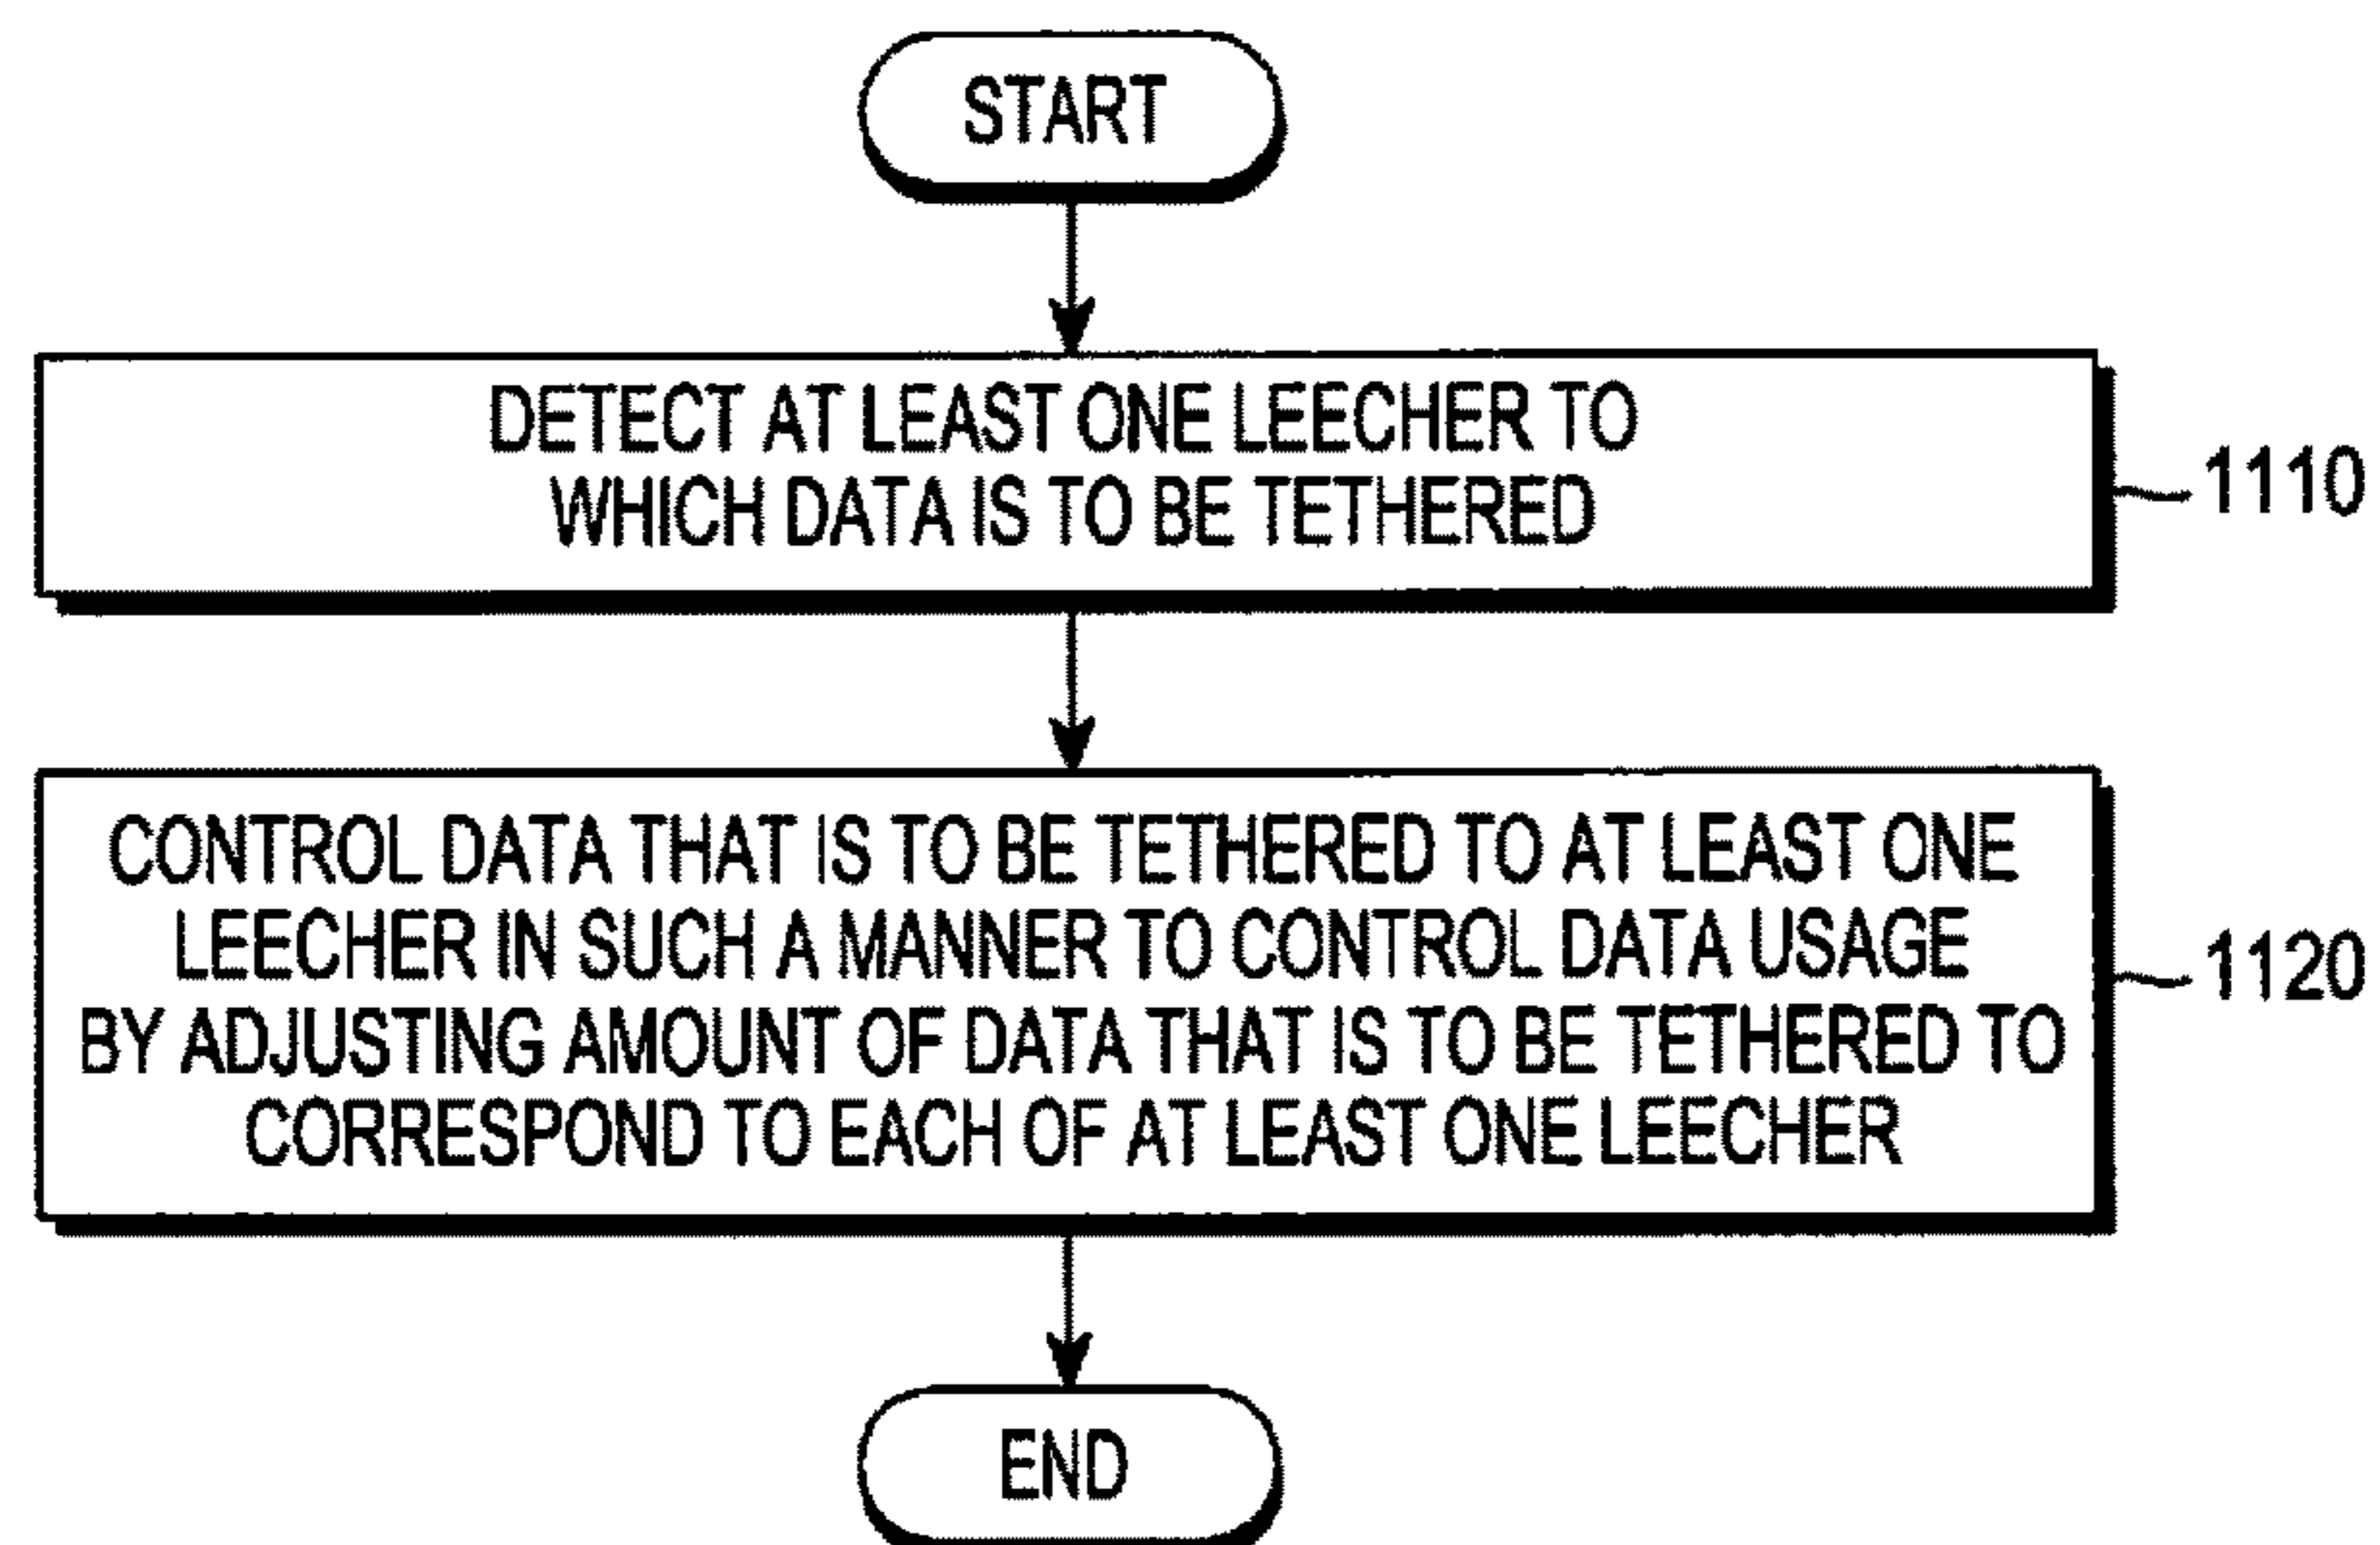 START
DETECT AT LEAST ONE LEECHER TO
WHICH DATA IS TO BE TETHERED
1110
CONTROL DATA THAT IS TO BE TETHERED TO AT LEAST ONE
LEECHER IN SUCH A MANNER TO CONTROL DATA USAGE
BY ADJUSTING AMOUNT OF DATA THAT IS TO BE TETHERED TO
CORRESPOND TO EACH OF AT LEAST ONE LEECHER
1120
END